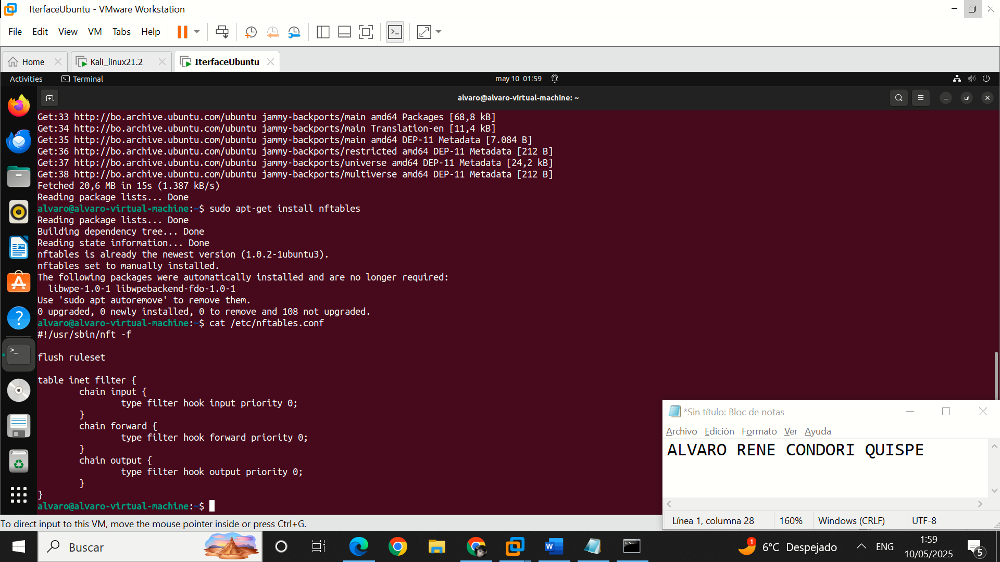 IterfaceUbuntu - VMware Workstation
File Edit View VM Tabs Help
Home Kali_linux21.2 IterfaceUbuntu
Activities Terminal may 10 01:59
alvaro@alvaro-virtual-machine: ~
Get:33 http://bo.archive.ubuntu.com/ubuntu jammy-backports/main amd64 Packages [68,8 kB]
Get:34 http://bo.archive.ubuntu.com/ubuntu jammy-backports/main Translation-en [11,4 kB]
Get:35 http://bo.archive.ubuntu.com/ubuntu jammy-backports/main amd64 DEP-11 Metadata [7.084 B]
Get:36 http://bo.archive.ubuntu.com/ubuntu jammy-backports/restricted amd64 DEP-11 Metadata [212 B]
Get:37 http://bo.archive.ubuntu.com/ubuntu jammy-backports/universe amd64 DEP-11 Metadata [24,2 kB]
Get:38 http://bo.archive.ubuntu.com/ubuntu jammy-backports/multiverse amd64 DEP-11 Metadata [212 B]
Fetched 20,6 MB in 15s (1.387 kB/s)
Reading package lists... Done
alvaro@alvaro-virtual-machine:~$ sudo apt-get install nftables
Reading package lists... Done
Building dependency tree... Done
Reading state information... Done
nftables is already the newest version (1.0.2-1ubuntu3).
nftables set to manually installed.
The following packages were automatically installed and are no longer required:
  libwpe-1.0-1 libwpebackend-fdo-1.0-1
Use 'sudo apt autoremove' to remove them.
0 upgraded, 0 newly installed, 0 to remove and 108 not upgraded.
alvaro@alvaro-virtual-machine:~$ cat /etc/nftables.conf
#!/usr/sbin/nft -f
flush ruleset
table inet filter {
        chain input {
                type filter hook input priority 0;
        }
        chain forward {
                type filter hook forward priority 0;
        }
        chain output {
                type filter hook output priority 0;
        }
}
alvaro@alvaro-virtual-machine:~$
*Sin título: Bloc de notas
Archivo Edición Formato Ver Ayuda
ALVARO RENE CONDORI QUISPE
Línea 1, columna 28 160% Windows (CRLF) UTF-8
To direct input to this VM, move the mouse pointer inside or press Ctrl+G.
Buscar
1
6°C Despejado
ENG
1:59
10/05/2025
5